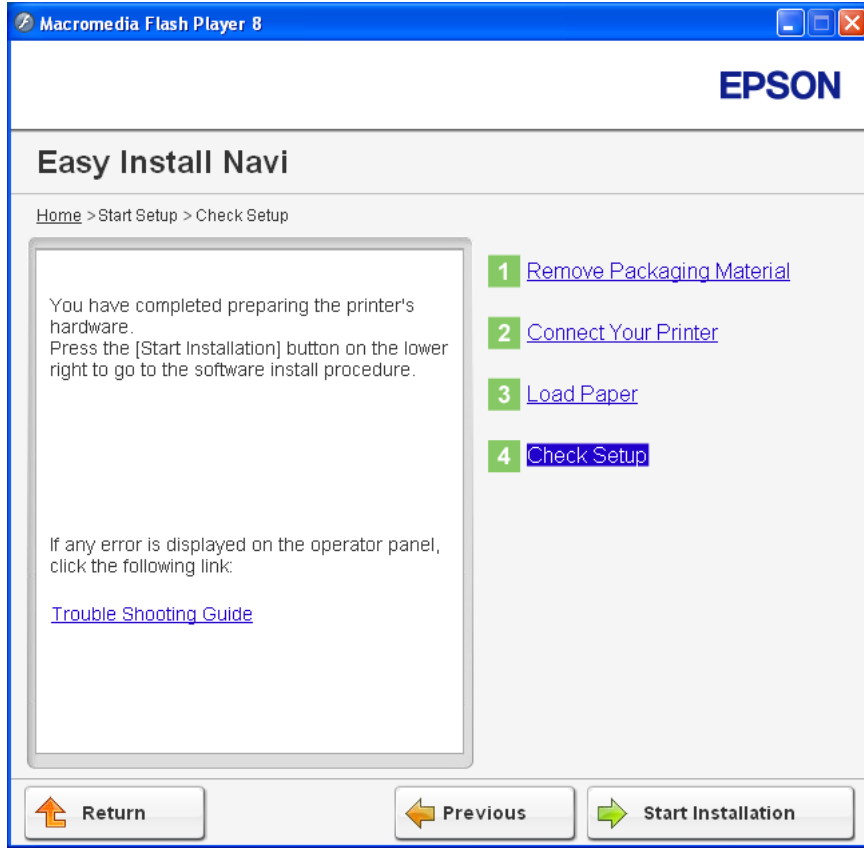 Macromedia Flash Player 8
EPSON
Easy Install Navi
Home > Start Setup > Check Setup
You have completed preparing the printer's
hardware.
Press the [Start Installation] button on the lower
right to go to the software install procedure.
If any error is displayed on the operator panel,
click the following link:
Trouble Shooting Guide
1 Remove Packaging Material
2 Connect Your Printer
3 Load Paper
4 Check Setup
Return
Previous
Start Installation